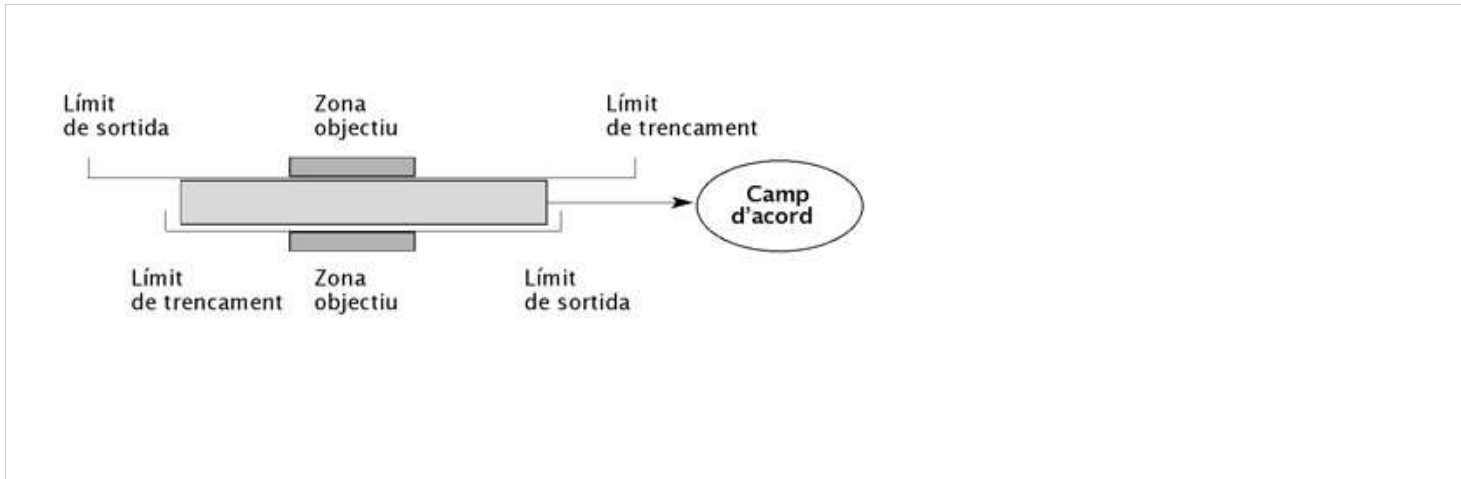 Límit
de sortida
Zona
objectiu
Límit
de trencament
Camp
d'acord
Límit
de trencament
Zona
objectiu
Límit
de sortida